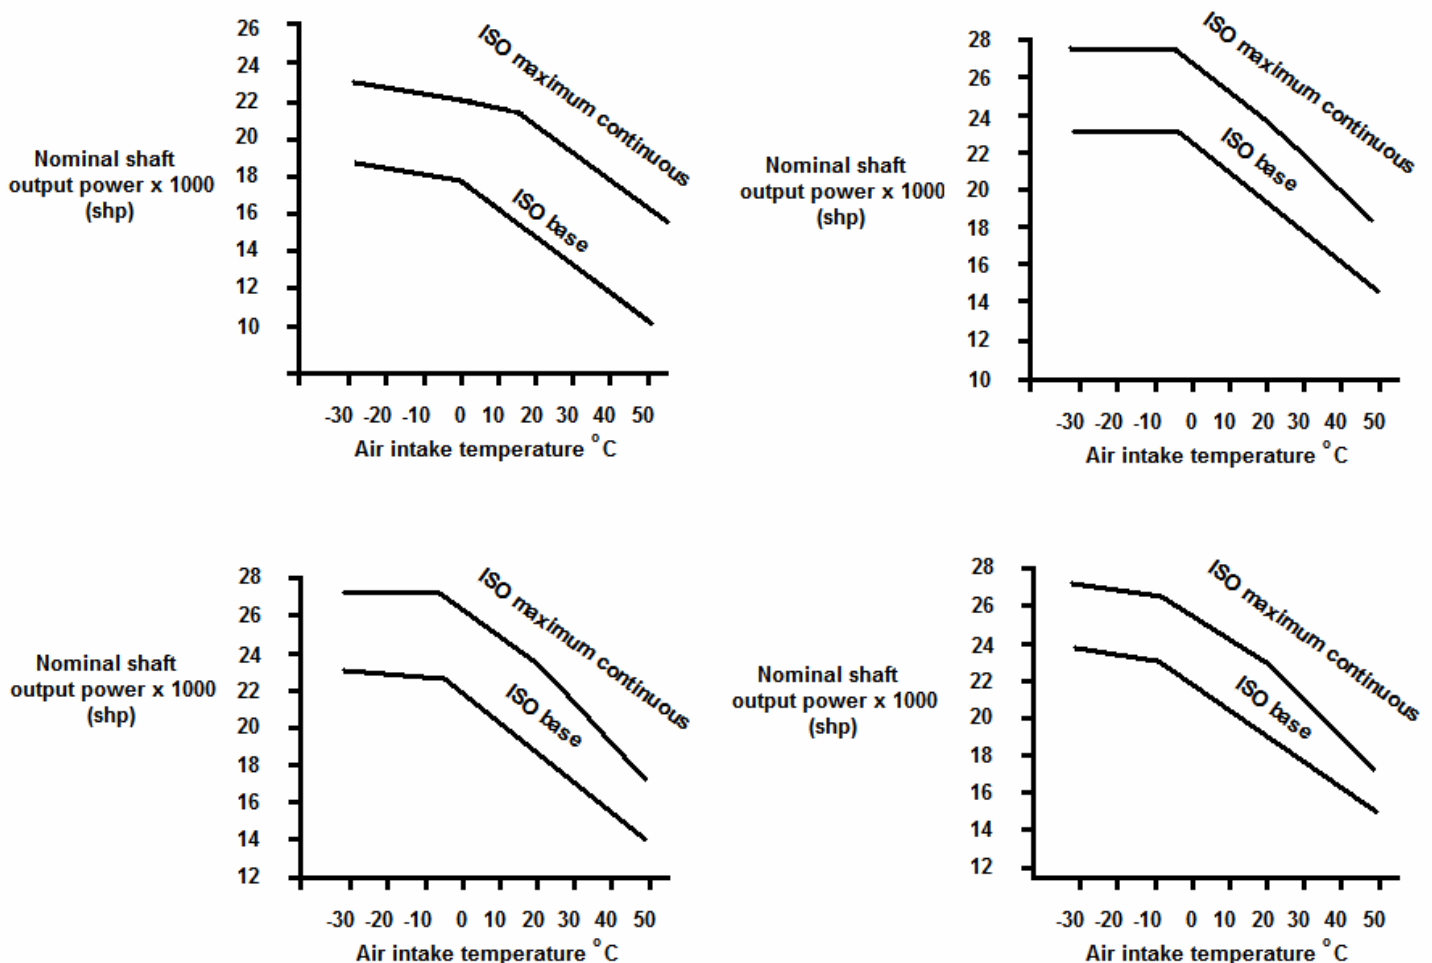 26
24
22
20
18
16
14
12
10
ISO maximum continuous
ISO base
Nominal shaft
output power x 1000
(shp)
-30 -20 -10 0 10 20 30 40 50
Air intake temperature °C
28
26
24
22
20
18
16
14
12
10
ISO maximum continuous
ISO base
Nominal shaft
output power x 1000
(shp)
-30 -20 -10 0 10 20 30 40 50
Air intake temperature °C
28
26
24
22
20
18
16
14
12
ISO maximum continuous
ISO base
Nominal shaft
output power x 1000
(shp)
-30 -20 -10 0 10 20 30 40 50
Air intake temperature °C
28
26
24
22
20
18
16
14
12
ISO maximum continuous
ISO base
Nominal shaft
output power x 1000
(shp)
-30 -20 -10 0 10 20 30 40 50
Air intake temperature °C